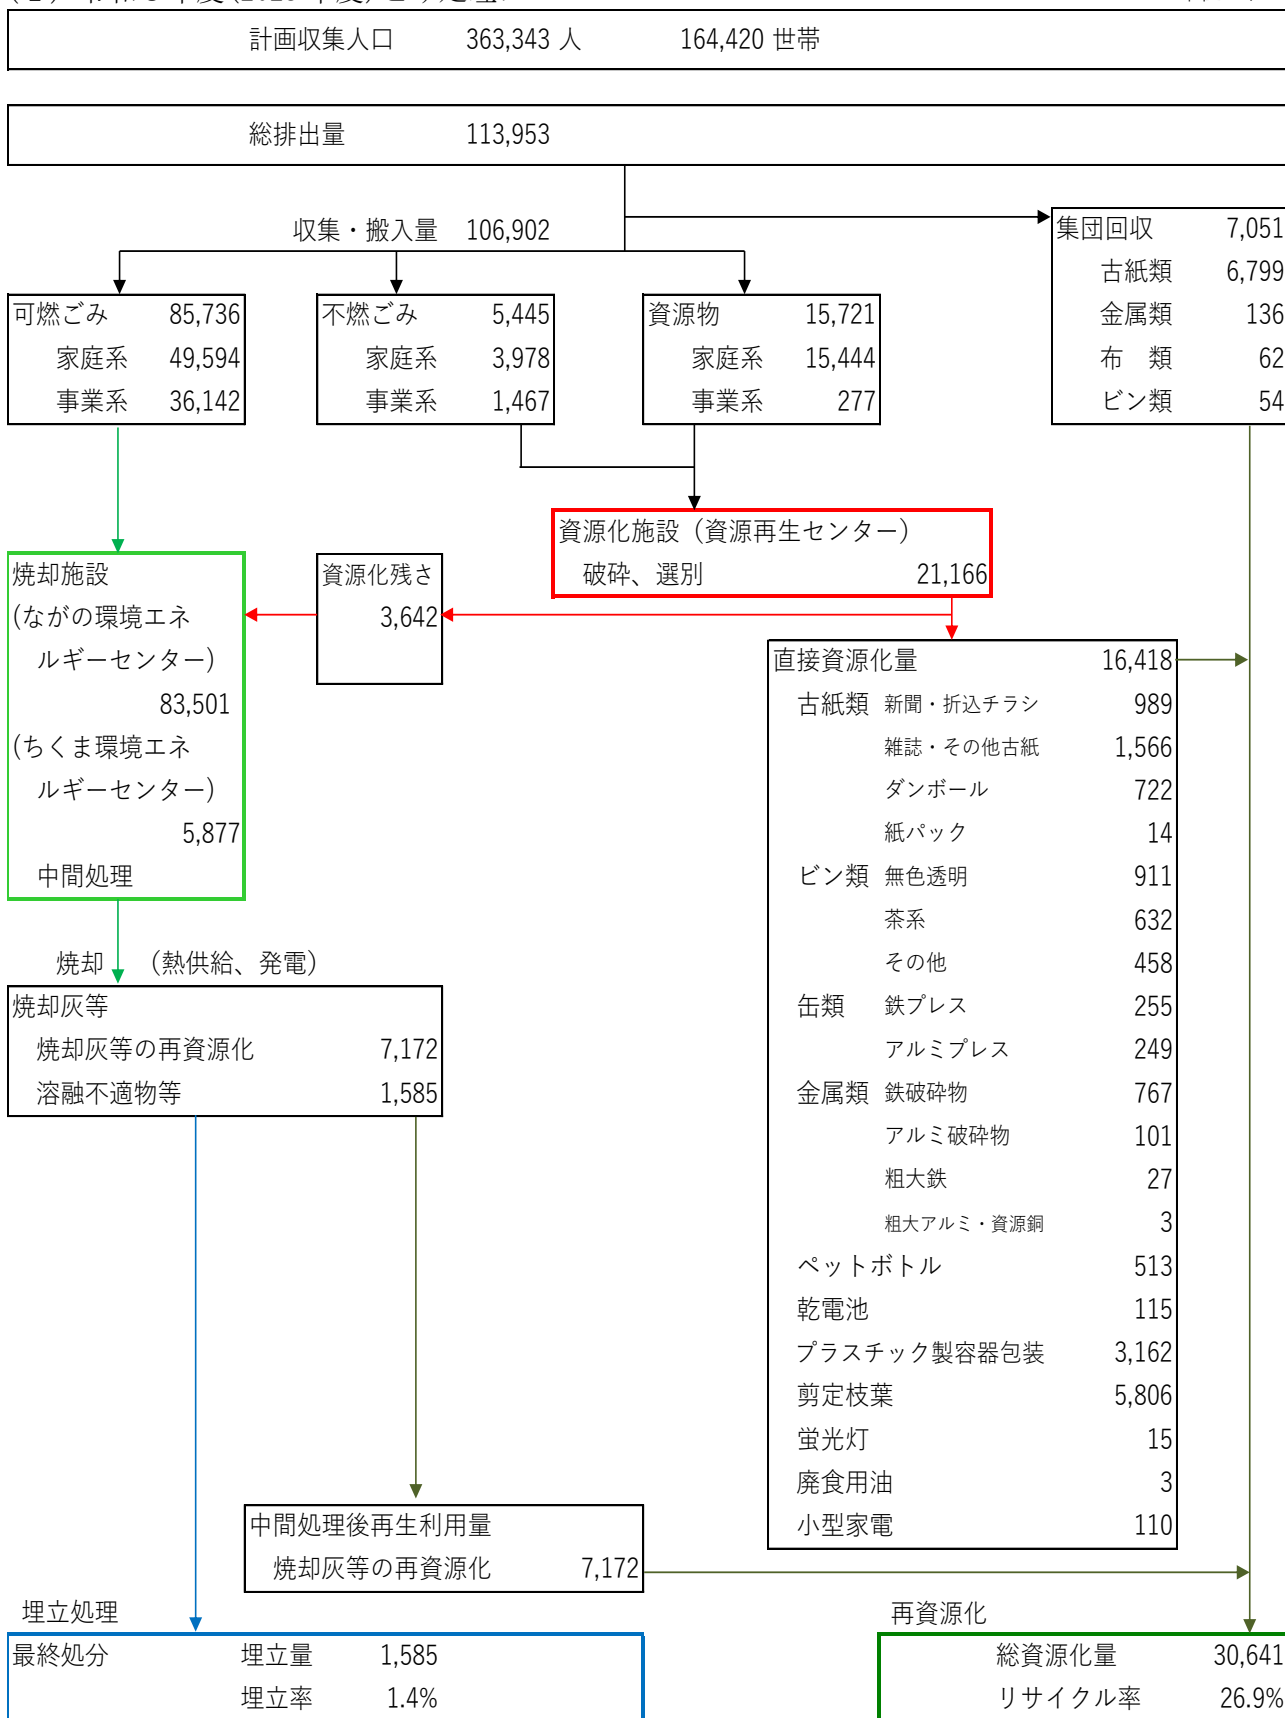 計画収集人口 363,343 人 164,420 世帯
総排出量 113,953
収集・搬入量 106,902
集団回収 7,051
古紙類 6,799
金属類 136
布 類 62
ビン類 54
可燃ごみ 85,736
家庭系 49,594
事業系 36,142
不燃ごみ 5,445
家庭系 3,978
事業系 1,467
資源物 15,721
家庭系 15,444
事業系 277
資源化施設（資源再生センター）
破砕、選別 21,166
焼却施設
(ながの環境エネ
ルギーセンター)
83,501
(ちくま環境エネ
ルギーセンター)
5,877
中間処理
資源化残さ
3,642
直接資源化量 16,418
古紙類 新聞・折込チラシ 989
雑誌・その他古紙 1,566
ダンボール 722
紙パック 14
ビン類 無色透明 911
茶系 632
その他 458
缶類 鉄プレス 255
アルミプレス 249
金属類 鉄破砕物 767
アルミ破砕物 101
粗大鉄 27
粗大アルミ・資源銅 3
ペットボトル 513
乾電池 115
プラスチック製容器包装 3,162
剪定枝葉 5,806
蛍光灯 15
廃食用油 3
小型家電 110
焼却 （熱供給、発電）
焼却灰等
焼却灰等の再資源化 7,172
溶融不適物等 1,585
中間処理後再生利用量
焼却灰等の再資源化 7,172
埋立処理
最終処分 埋立量 1,585
埋立率 1.4%
再資源化
総資源化量 30,641
リサイクル率 26.9%